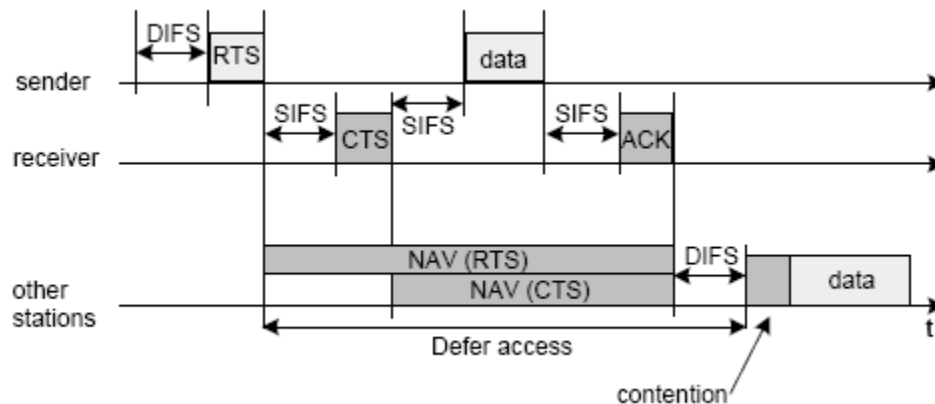 DIFS
RTS
data
sender
SIFS
CTS
SIFS
SIFS
ACK
receiver
NAV (RTS)
DIFS
NAV (CTS)
data
other
stations
t
Defer access
contention